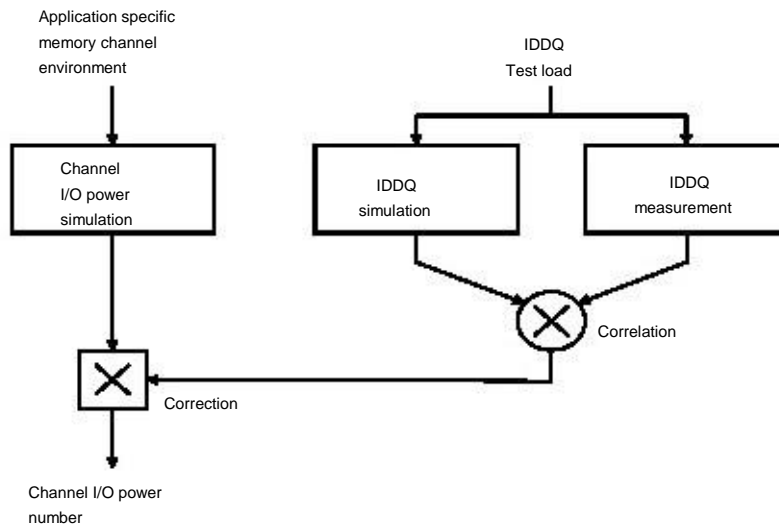 Application specific
memory channel
environment
IDDQ
Test load
Channel
I/O power
simulation
IDDQ
simulation
IDDQ
measurement
Correlation
Correction
Channel I/O power
number